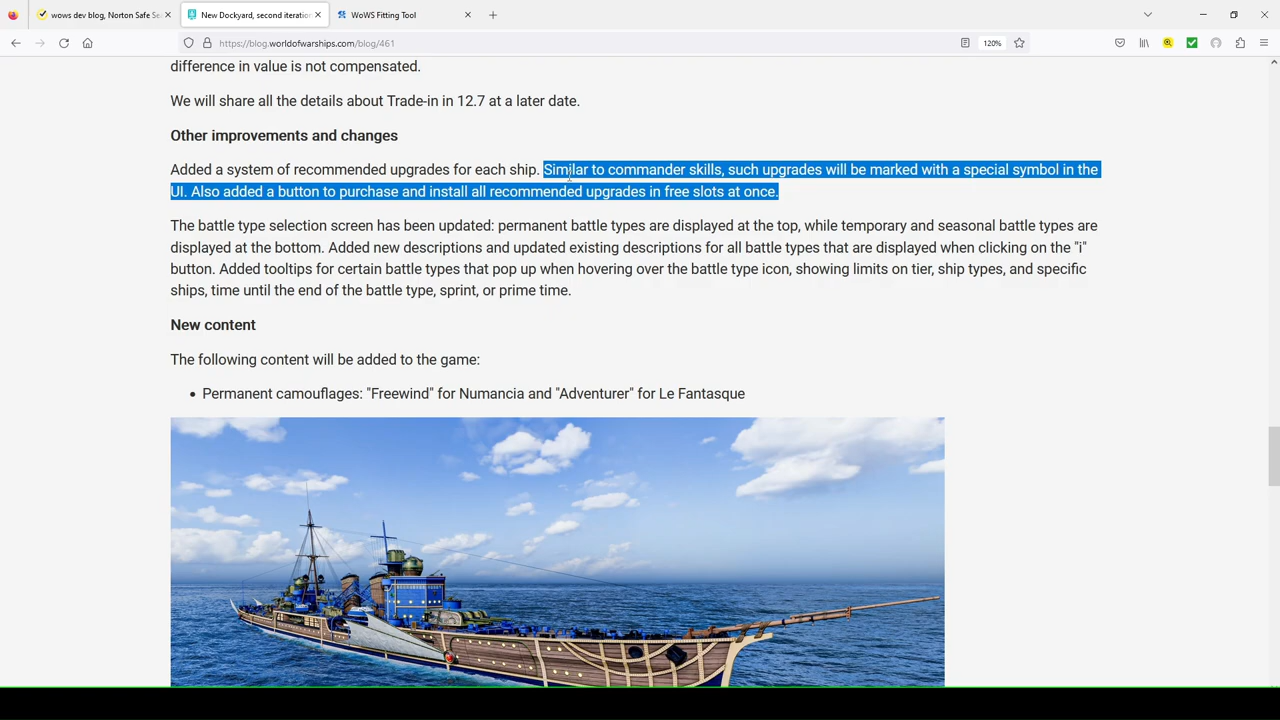 wows dev blog, Norton Safe Se
New Dockyard, second iteratio
WoWS Fitting Tool
https://blog.worldofwarships.com/blog/461
120%
difference in value is not compensated.
We will share all the details about Trade-in in 12.7 at a later date.
Other improvements and changes
Added a system of recommended upgrades for each ship. Similar to commander skills, such upgrades will be marked with a special symbol in the
UI. Also added a button to purchase and install all recommended upgrades in free slots at once.
The battle type selection screen has been updated: permanent battle types are displayed at the top, while temporary and seasonal battle types are
displayed at the bottom. Added new descriptions and updated existing descriptions for all battle types that are displayed when clicking on the "i"
button. Added tooltips for certain battle types that pop up when hovering over the battle type icon, showing limits on tier, ship types, and specific
ships, time until the end of the battle type, sprint, or prime time.
New content
The following content will be added to the game:
• Permanent camouflages: "Freewind" for Numancia and "Adventurer" for Le Fantasque